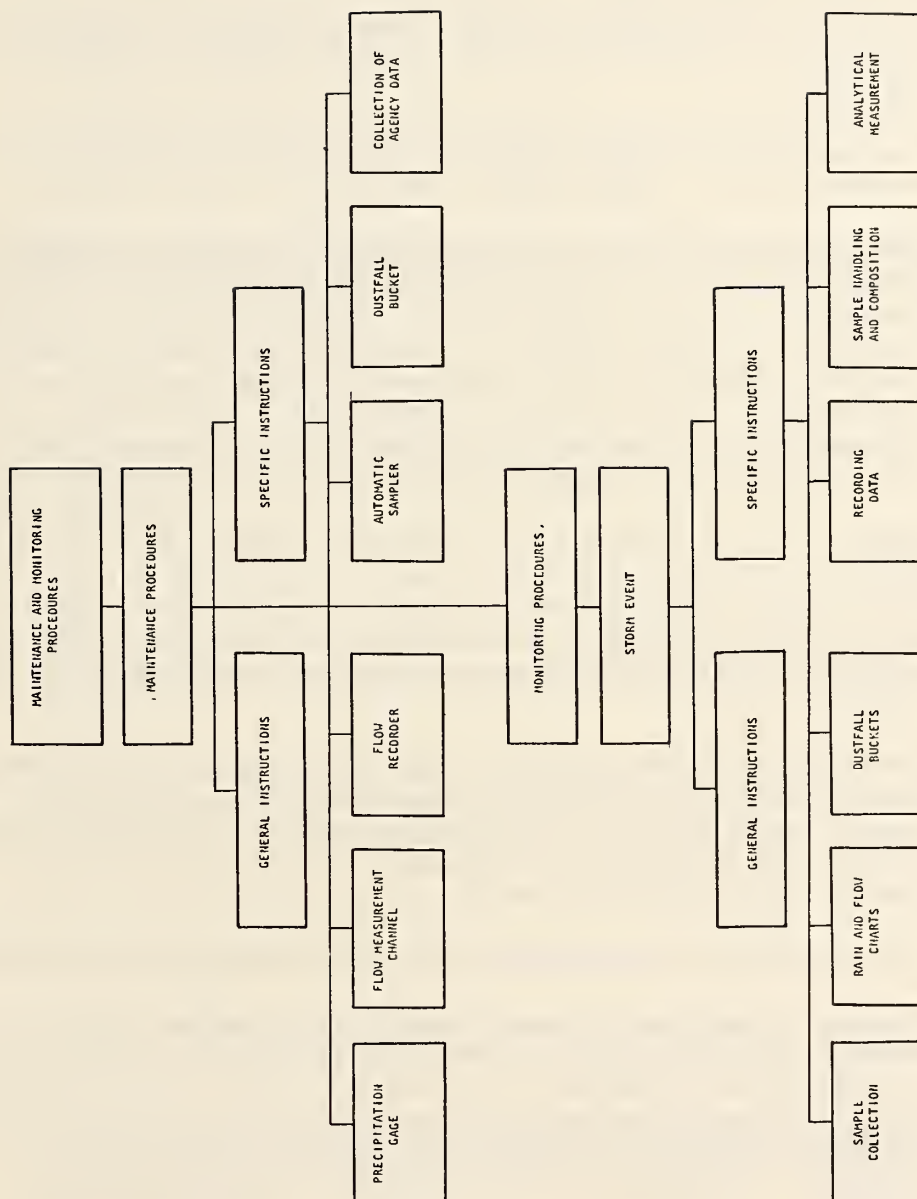 MAINTENANCE AND MONITORING
PROCEDURES
, MAINTENANCE PROCEDURES
GENERAL INSTRUCTIONS
SPECIFIC INSTRUCTIONS
PRECIPITATION
GAGE
FLOW MEASUREMENT
CHANNEL
FLOW
RECORDER
AUTOMATIC
SAMPLER
DUSTFALL
BUCKET
COLLECTION OF
AGENCY DATA
MONITORING PROCEDURES,
STORM EVENT
GENERAL INSTRUCTIONS
SPECIFIC INSTRUCTIONS
SAMPLE
COLLECTION
RAIN AND FLOW
CHARTS
DUSTFALL
BUCKETS
RECORDING
DATA
SAMPLE HANDLING
AND COMPOSITION
ANALYTICAL
MEASUREMENT